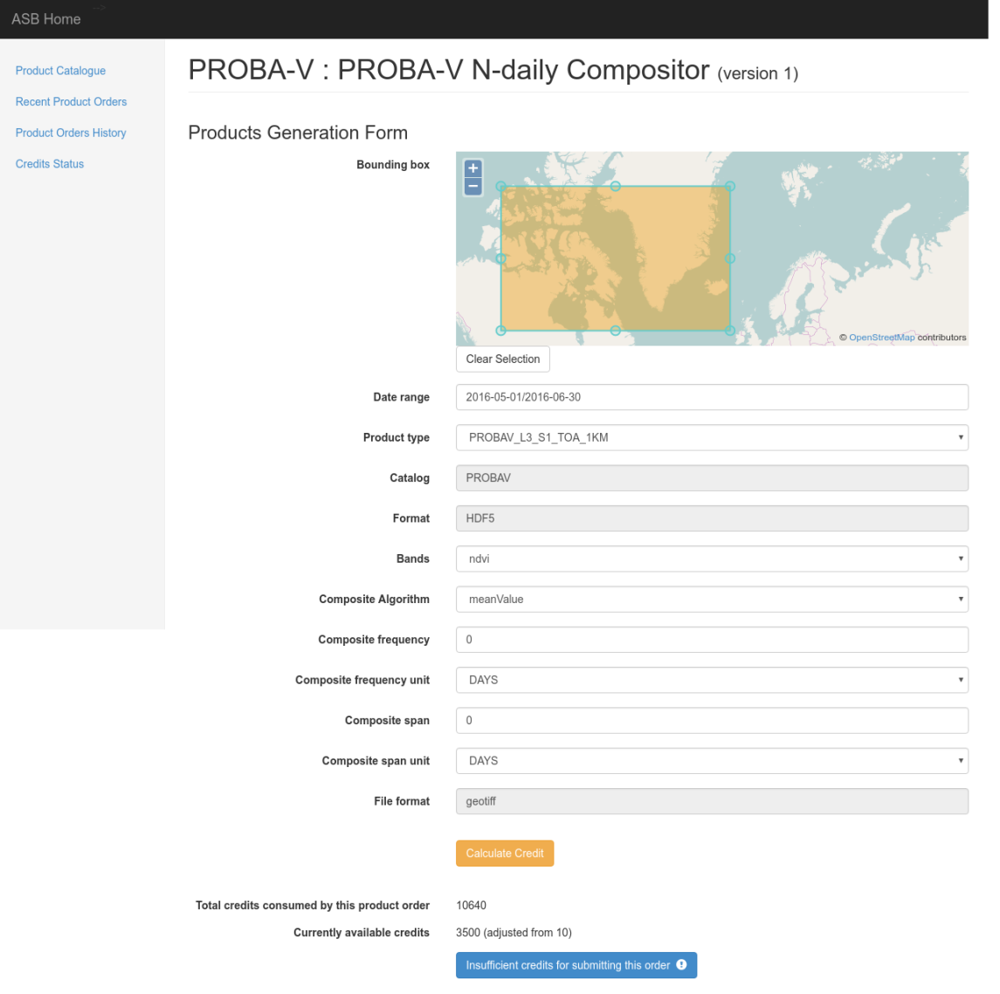 ASB Home -->
Product Catalogue
Recent Product Orders
Product Orders History
Credits Status
PROBA-V : PROBA-V N-daily Compositor (version 1)
Products Generation Form
Bounding box
+
−
© OpenStreetMap contributors
Clear Selection
Date range 2016-05-01/2016-06-30
Product type PROBAV_L3_S1_TOA_1KM
Catalog PROBAV
Format HDF5
Bands ndvi
Composite Algorithm meanValue
Composite frequency 0
Composite frequency unit DAYS
Composite span 0
Composite span unit DAYS
File format geotiff
Calculate Credit
Total credits consumed by this product order 10640
Currently available credits 3500 (adjusted from 10)
Insufficient credits for submitting this order